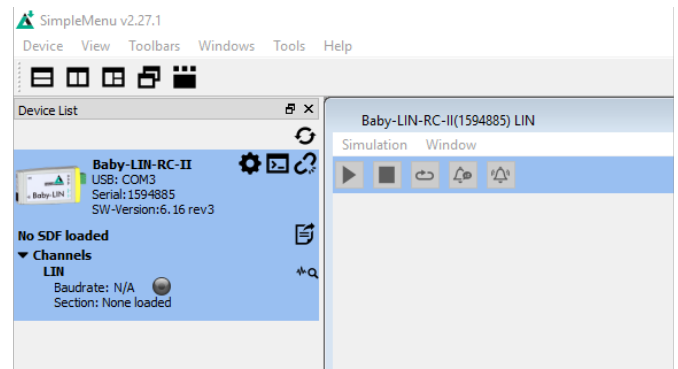 SimpleMenu v2.27.1
Device View Toolbars Windows Tools Help
Device List
Baby-LIN-RC-II
USB: COM3
Serial:1594885
SW-Version:6.16 rev3
Baby-LIN
No SDF loaded
Channels
LIN
Baudrate: N/A
Section: None loaded
Baby-LIN-RC-II(1594885) LIN
Simulation Window